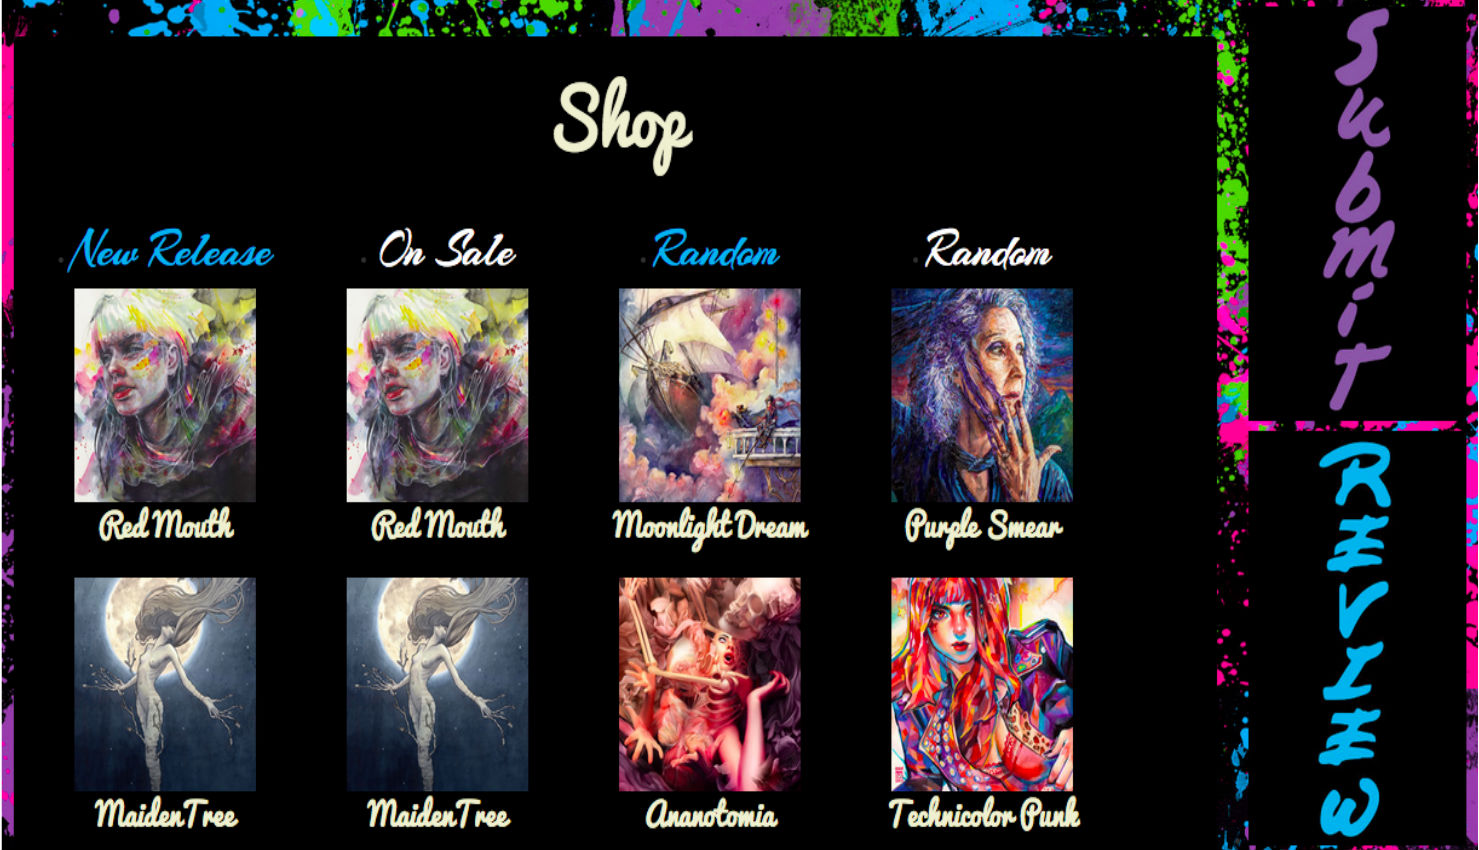 Shop
New Release
On Sale
Random
Random
Red Mouth
Red Mouth
Moonlight Dream
Purple Smear
MaidenTree
MaidenTree
Ananotomia
Technicolor Punk
Submit
Review